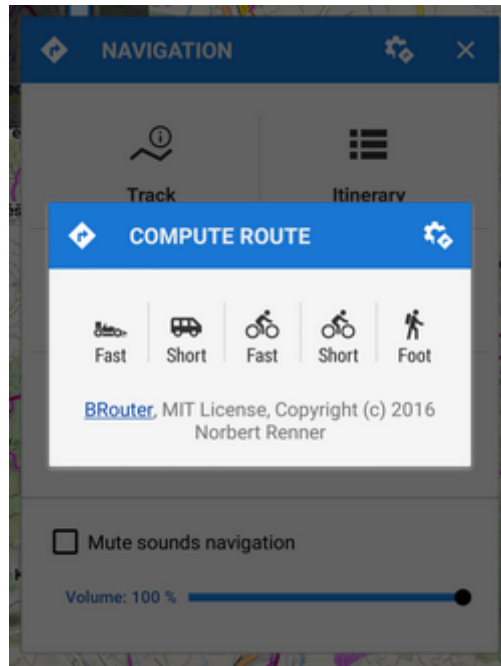 NAVIGATION
Track Itinerary
COMPUTE ROUTE
Fast Short Fast Short Foot
BRouter, MIT License, Copyright (c) 2016
Norbert Renner
Mute sounds navigation
Volume: 100 %